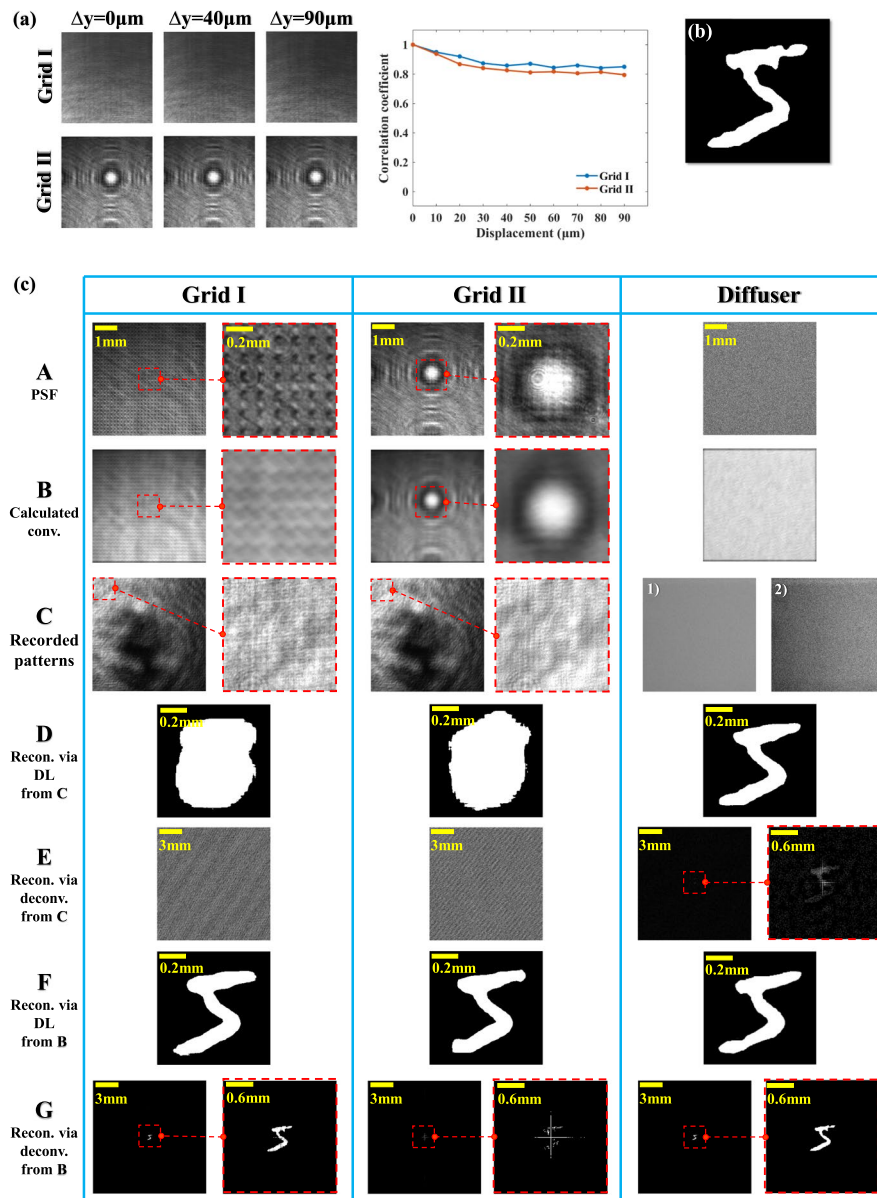 (a)
Δy=0μm
Δy=40μm
Δy=90μm
Grid I
Grid II
Correlation coefficient
1
0.8
0.6
0.4
0.2
0
0 10 20 30 40 50 60 70 80 90
Displacement (μm)
Grid I
Grid II
(b)
(c)
Grid I
Grid II
Diffuser
A
PSF
1mm
0.2mm
1mm
0.2mm
1mm
B
Calculated
conv.
C
Recorded
patterns
1)
2)
D
Recon. via
DL
from C
0.2mm
0.2mm
0.2mm
E
Recon. via
deconv.
from C
3mm
3mm
3mm
0.6mm
F
Recon. via
DL
from B
0.2mm
0.2mm
0.2mm
G
Recon. via
deconv.
from B
3mm
0.6mm
3mm
0.6mm
3mm
0.6mm